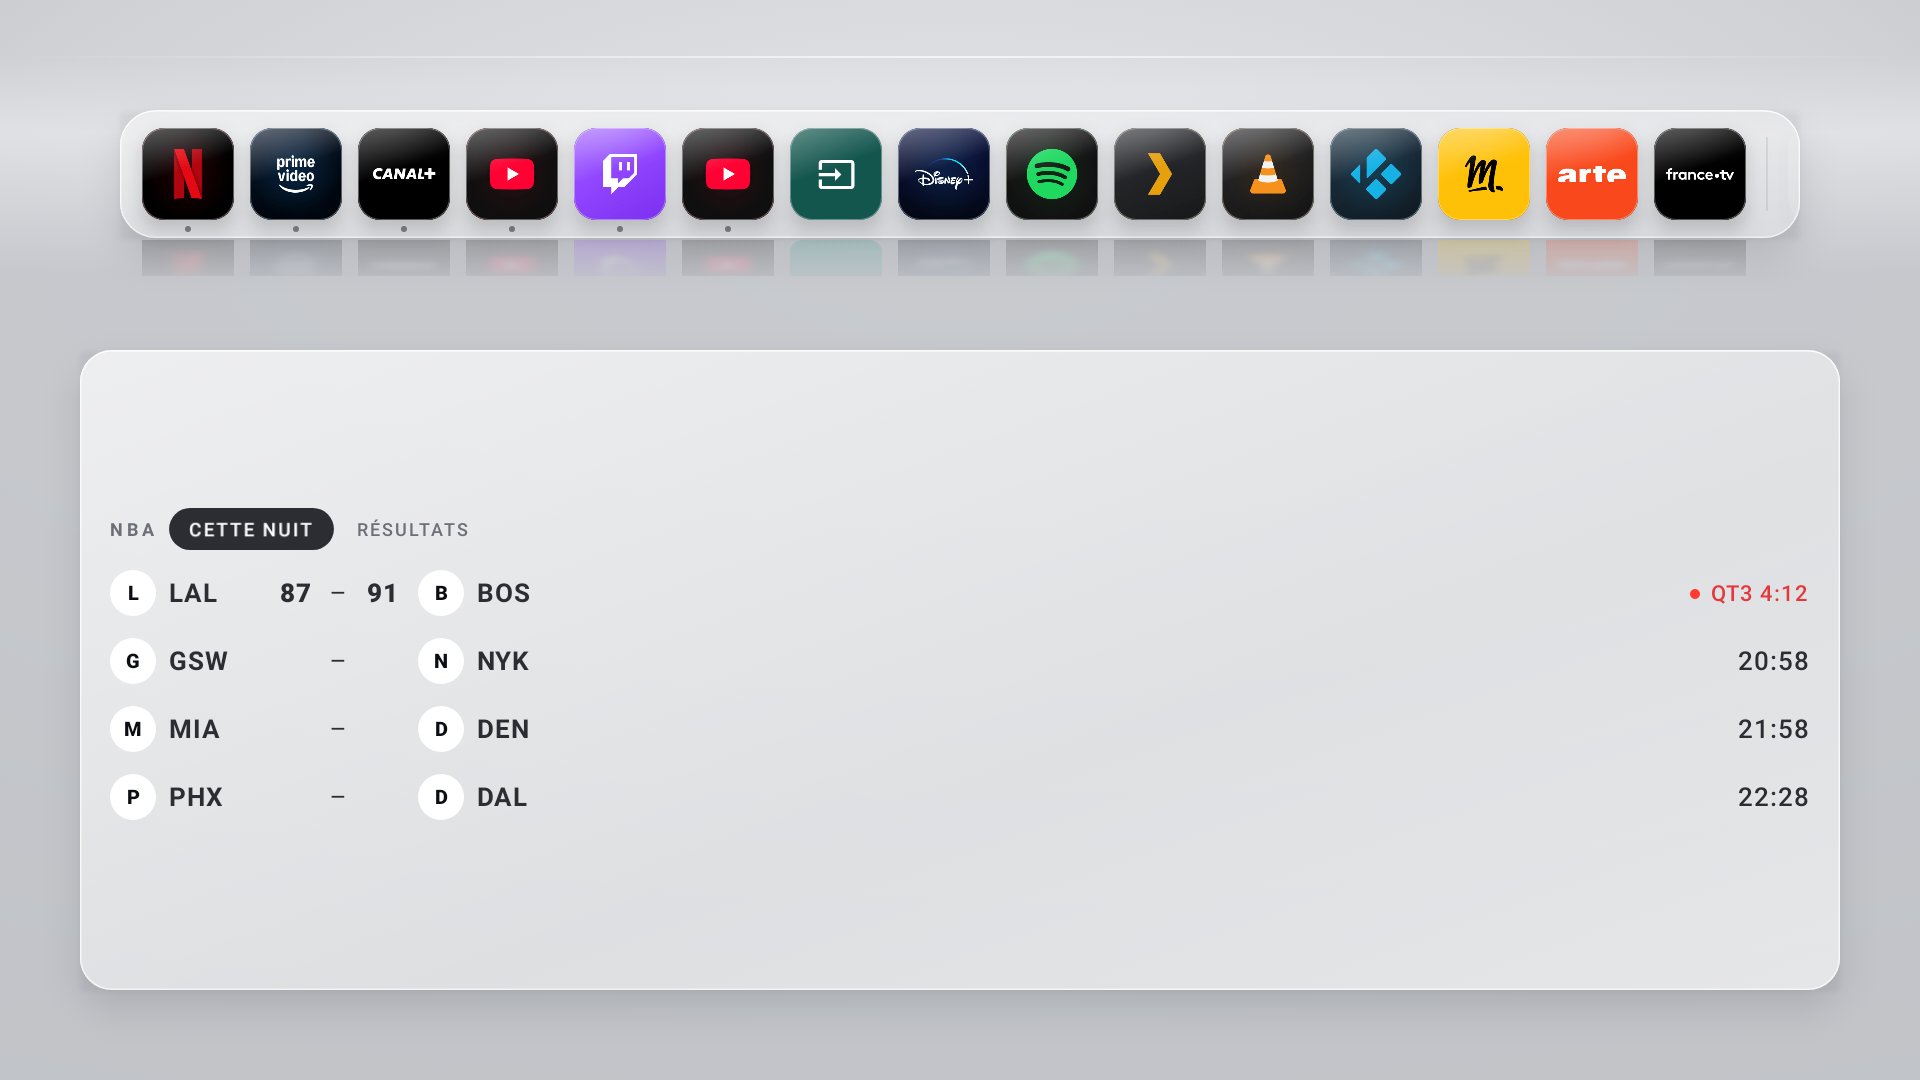 prime video
CANAL+
Disney+
m.
arte
france•tv
NBA CETTE NUIT RÉSULTATS
L LAL 87 – 91 B BOS QT3 4:12
G GSW – N NYK 20:58
M MIA – D DEN 21:58
P PHX – D DAL 22:28